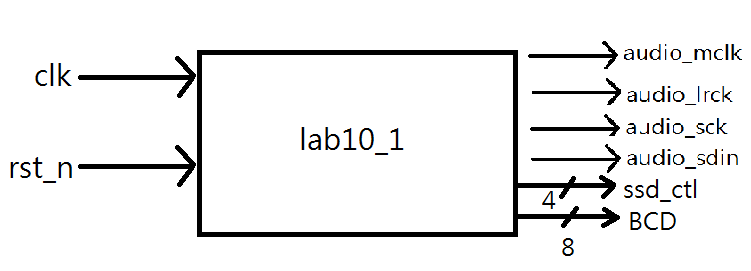 clk
rst_n
lab10_1
audio_mclk
audio_lrck
audio_sck
audio_sdin
4
ssd_ctl
8
BCD